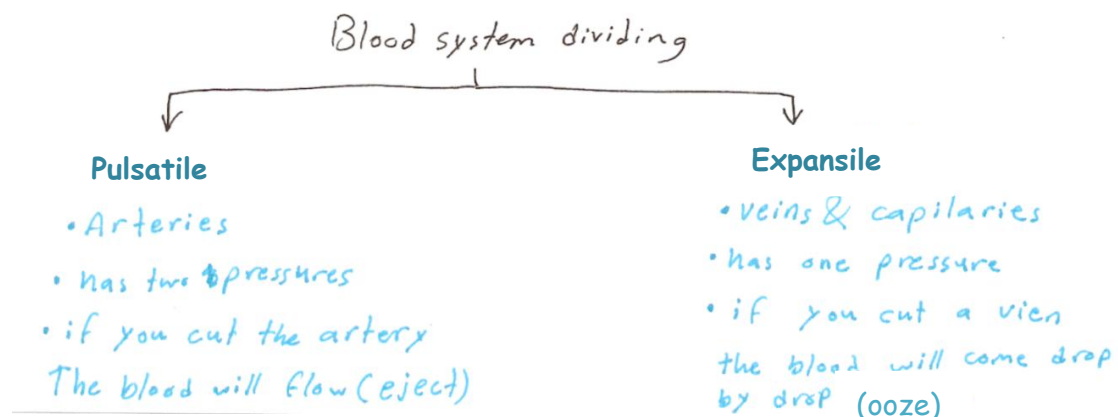 Blood system dividing
Pulsatile
• Arteries
• has two pressures
• if you cut the artery
The blood will flow (eject)
Expansile
• veins & capilaries
• has one pressure
• if you cut a vien
the blood will come drop
by drop (ooze)